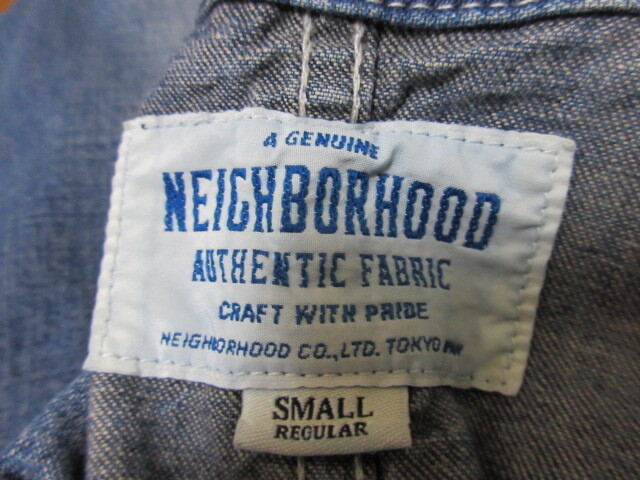 A GENUINE
NEIGHBORHOOD
AUTHENTIC FABRIC
CRAFT WITH PRIDE
NEIGHBORHOOD CO., LTD. TOKYO
SMALL
REGULAR